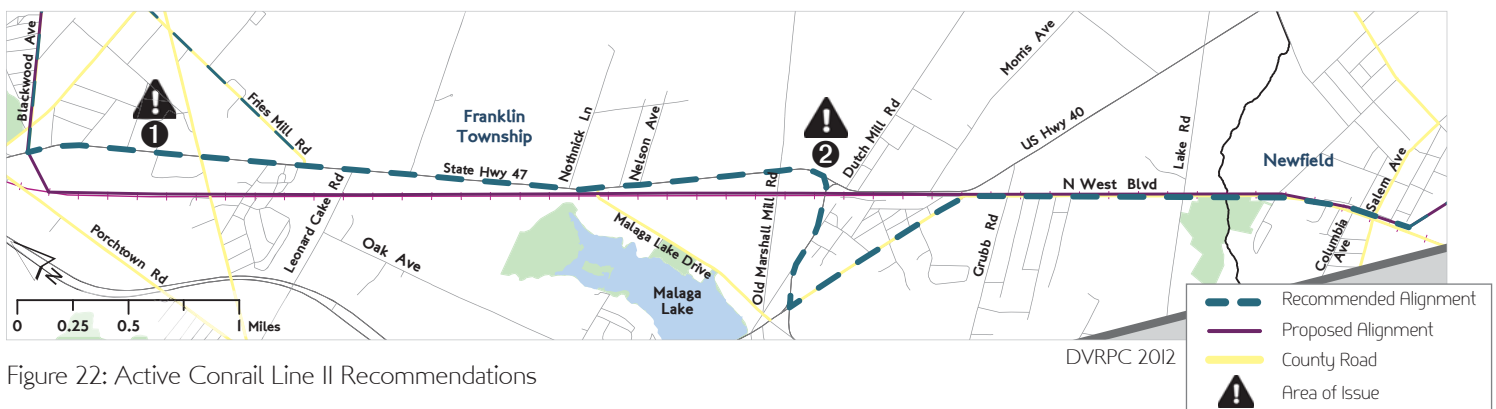 Blackwood Ave
1
Fries Mill Rd
Franklin
Township
State Hwy 47
Nothnick Ln
Nelson Ave
2
Dutch Mill Rd
Morris Ave
US Hwy 40
Lake Rd
Newfield
N West Blvd
Salem Ave
Columbia
Ave
Grubb Rd
Old Marshall Mill Rd
Malaga Lake Drive
Malaga
Lake
Leonard Cake Rd
Oak Ave
Porchtown Rd
N
0 0.25 0.5 1 Miles
Recommended Alignment
Proposed Alignment
County Road
Area of Issue
DVRPC 2012
Figure 22: Active Conrail Line II Recommendations